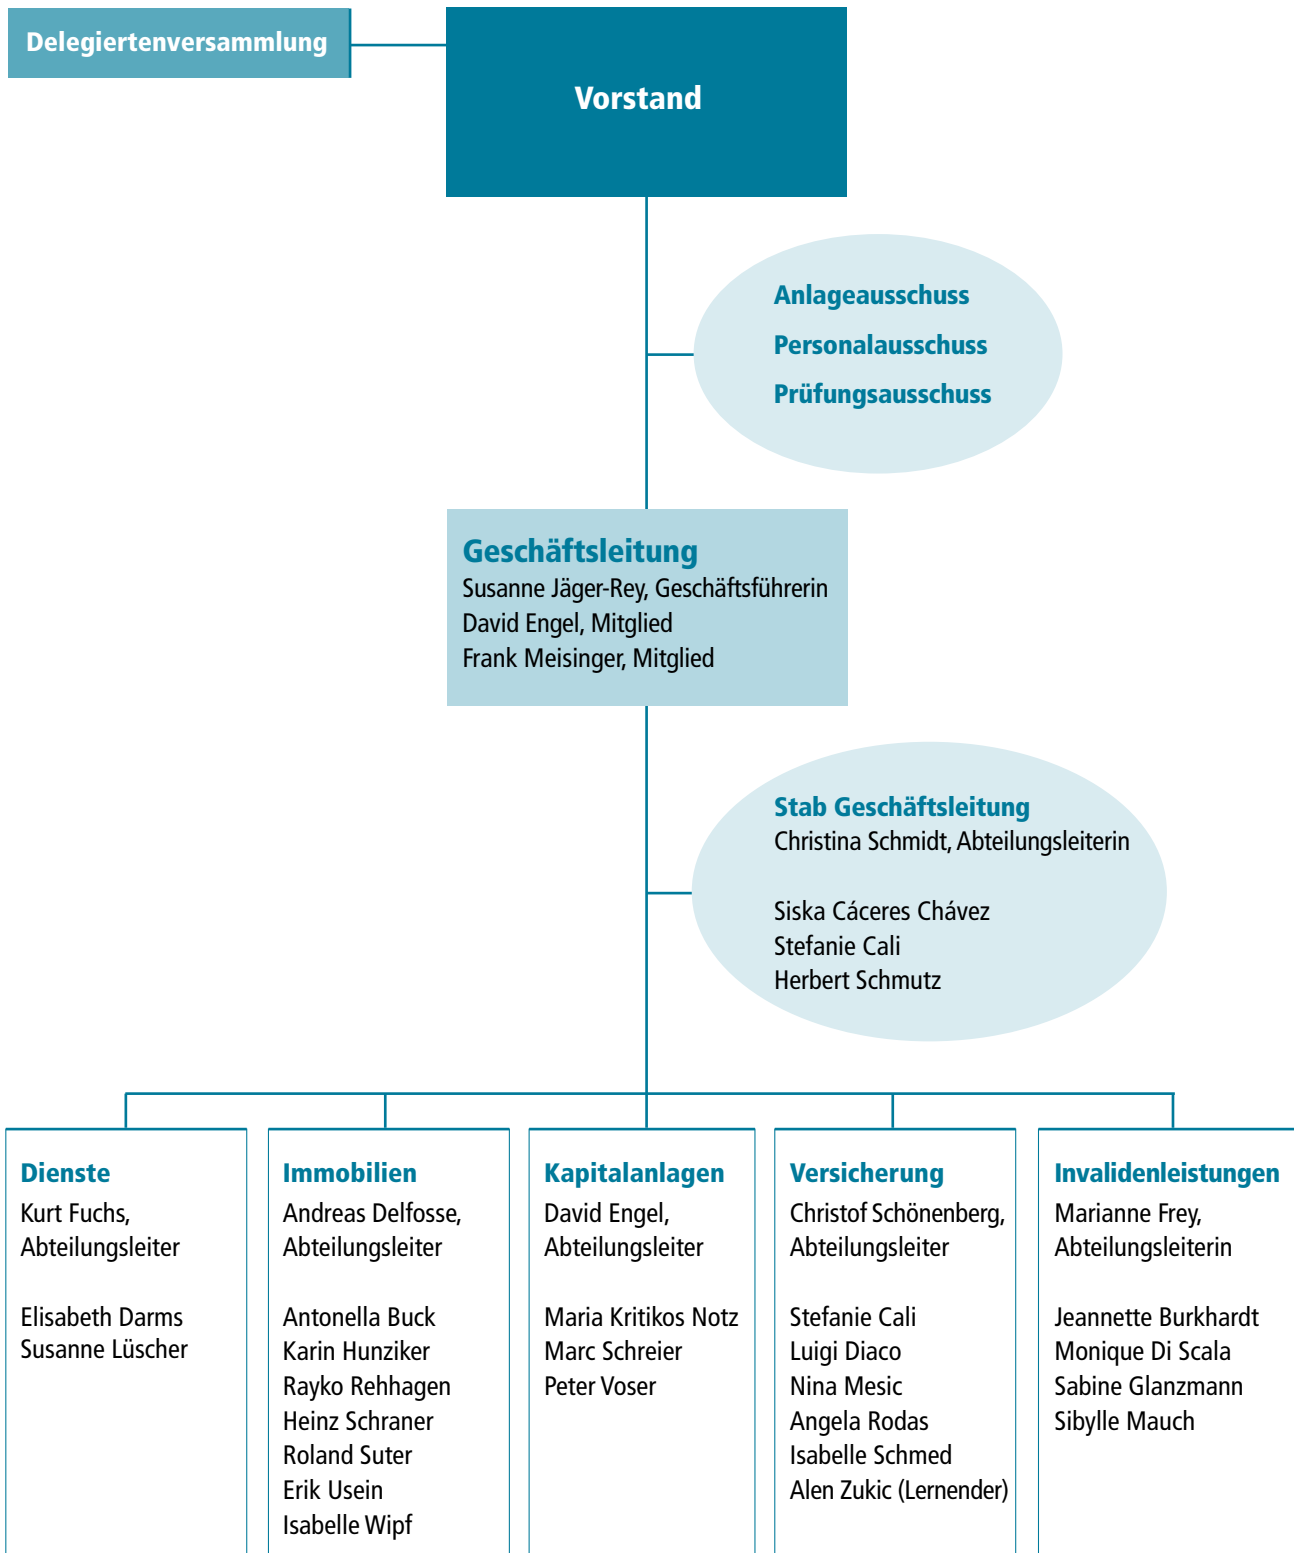 Delegiertenversammlung
Vorstand
Anlageausschuss
Personalausschuss
Prüfungsausschuss
Geschäftsleitung
Susanne Jäger-Rey, Geschäftsführerin
David Engel, Mitglied
Frank Meisinger, Mitglied
Stab Geschäftsleitung
Christina Schmidt, Abteilungsleiterin
Siska Cáceres Chávez
Stefanie Cali
Herbert Schmutz
Dienste
Kurt Fuchs,
Abteilungsleiter
Elisabeth Darms
Susanne Lüscher
Immobilien
Andreas Delfosse,
Abteilungsleiter
Antonella Buck
Karin Hunziker
Rayko Rehhagen
Heinz Schraner
Roland Suter
Erik Usein
Isabelle Wipf
Kapitalanlagen
David Engel,
Abteilungsleiter
Maria Kritikos Notz
Marc Schreier
Peter Voser
Versicherung
Christof Schönenberg,
Abteilungsleiter
Stefanie Cali
Luigi Diaco
Nina Mesic
Angela Rodas
Isabelle Schmed
Alen Zukic (Lernender)
Invalidenleistungen
Marianne Frey,
Abteilungsleiterin
Jeannette Burkhardt
Monique Di Scala
Sabine Glanzmann
Sibylle Mauch